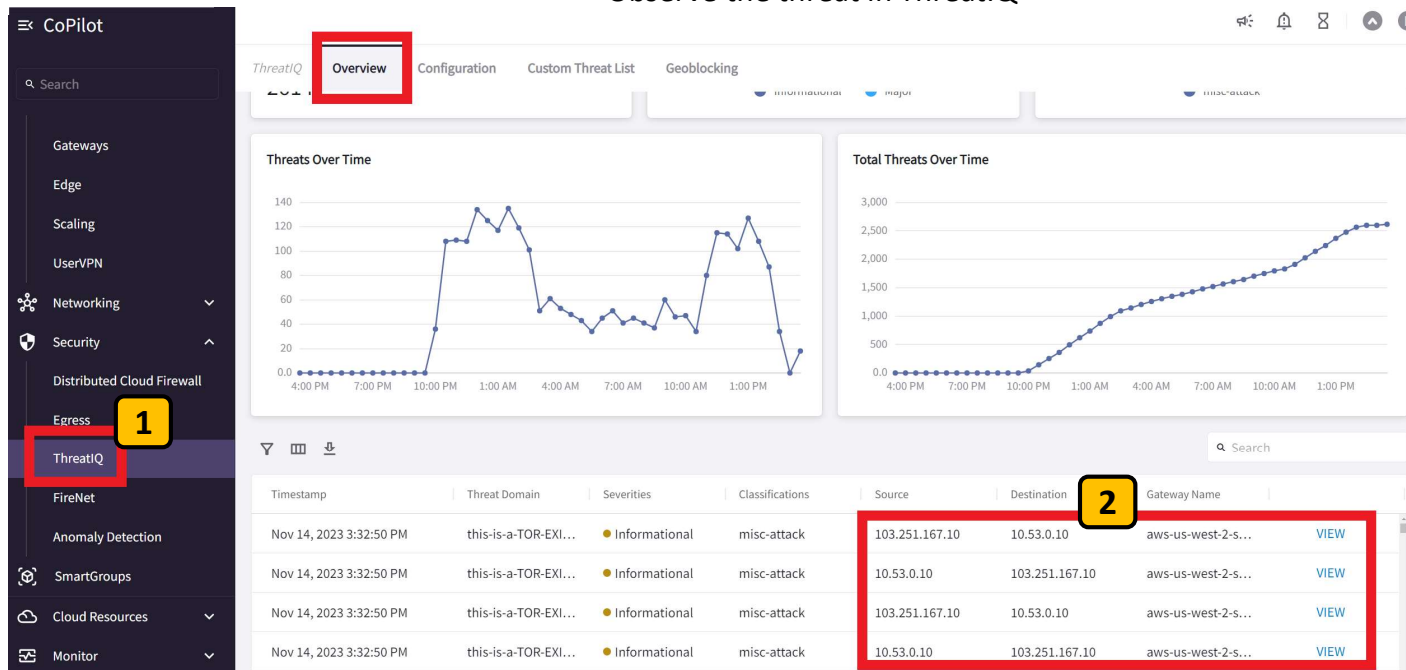 Observe the threat in ThreatIQ
CoPilot
Search
Gateways
Edge
Scaling
UserVPN
Networking
Security
Distributed Cloud Firewall
Egress
1
ThreatIQ
FireNet
Anomaly Detection
SmartGroups
Cloud Resources
Monitor
ThreatIQ Overview Configuration Custom Threat List Geoblocking
Informational Major misc-attack
Threats Over Time
140
120
100
80
60
40
20
0.0
4:00 PM 7:00 PM 10:00 PM 1:00 AM 4:00 AM 7:00 AM 10:00 AM 1:00 PM
Total Threats Over Time
3,000
2,500
2,000
1,500
1,000
500
0.0
4:00 PM 7:00 PM 10:00 PM 1:00 AM 4:00 AM 7:00 AM 10:00 AM 1:00 PM
Search
Timestamp Threat Domain Severities Classifications Source Destination 2 Gateway Name
Nov 14, 2023 3:32:50 PM this-is-a-TOR-EXI... Informational misc-attack 103.251.167.10 10.53.0.10 aws-us-west-2-s... VIEW
Nov 14, 2023 3:32:50 PM this-is-a-TOR-EXI... Informational misc-attack 10.53.0.10 103.251.167.10 aws-us-west-2-s... VIEW
Nov 14, 2023 3:32:50 PM this-is-a-TOR-EXI... Informational misc-attack 103.251.167.10 10.53.0.10 aws-us-west-2-s... VIEW
Nov 14, 2023 3:32:50 PM this-is-a-TOR-EXI... Informational misc-attack 10.53.0.10 103.251.167.10 aws-us-west-2-s... VIEW